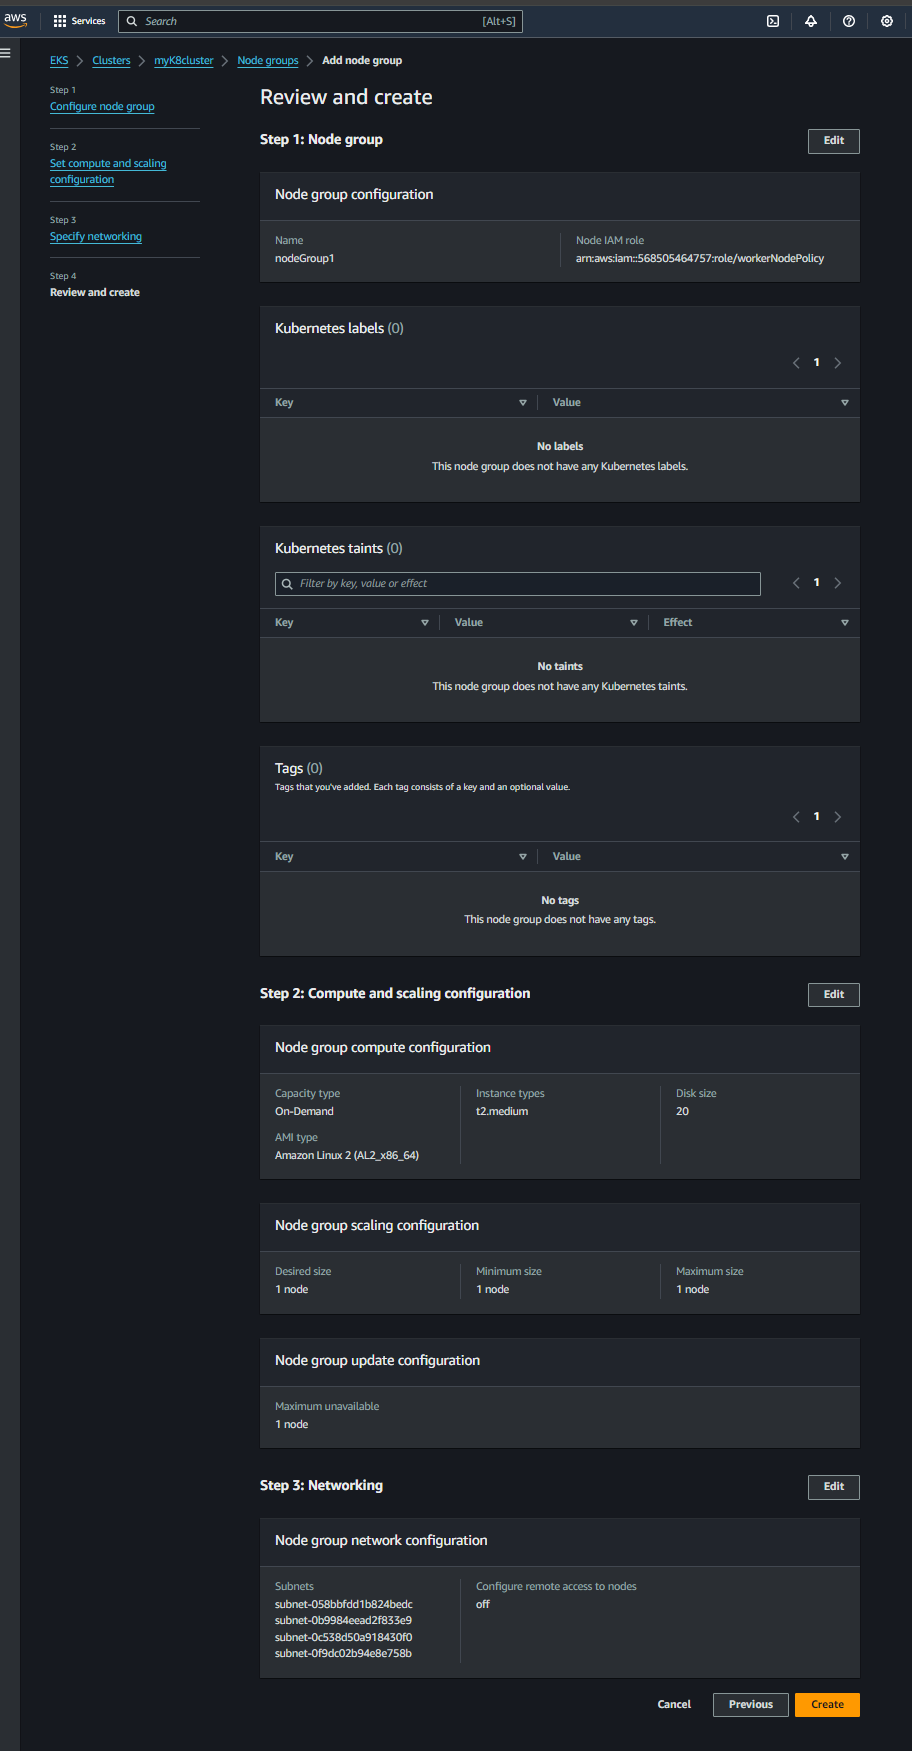 aws
Services
Search
[Alt+S]
EKS
Clusters
myK8cluster
Node groups
Add node group
Step 1
Configure node group
Step 2
Set compute and scaling
configuration
Step 3
Specify networking
Step 4
Review and create
Review and create
Step 1: Node group
Edit
Node group configuration
Name
nodeGroup1
Node IAM role
arn:aws:iam::568505464757:role/workerNodePolicy
Kubernetes labels (0)
1
Key
Value
No labels
This node group does not have any Kubernetes labels.
Kubernetes taints (0)
Filter by key, value or effect
1
Key
Value
Effect
No taints
This node group does not have any Kubernetes taints.
Tags (0)
Tags that you've added. Each tag consists of a key and an optional value.
1
Key
Value
No tags
This node group does not have any tags.
Step 2: Compute and scaling configuration
Edit
Node group compute configuration
Capacity type
On-Demand
AMI type
Amazon Linux 2 (AL2_x86_64)
Instance types
t2.medium
Disk size
20
Node group scaling configuration
Desired size
1 node
Minimum size
1 node
Maximum size
1 node
Node group update configuration
Maximum unavailable
1 node
Step 3: Networking
Edit
Node group network configuration
Subnets
subnet-058bbfdd1b824bedc
subnet-0b9984eead2f833e9
subnet-0c538d50a918430f0
subnet-0f9dc02b94e8e758b
Configure remote access to nodes
off
Cancel
Previous
Create